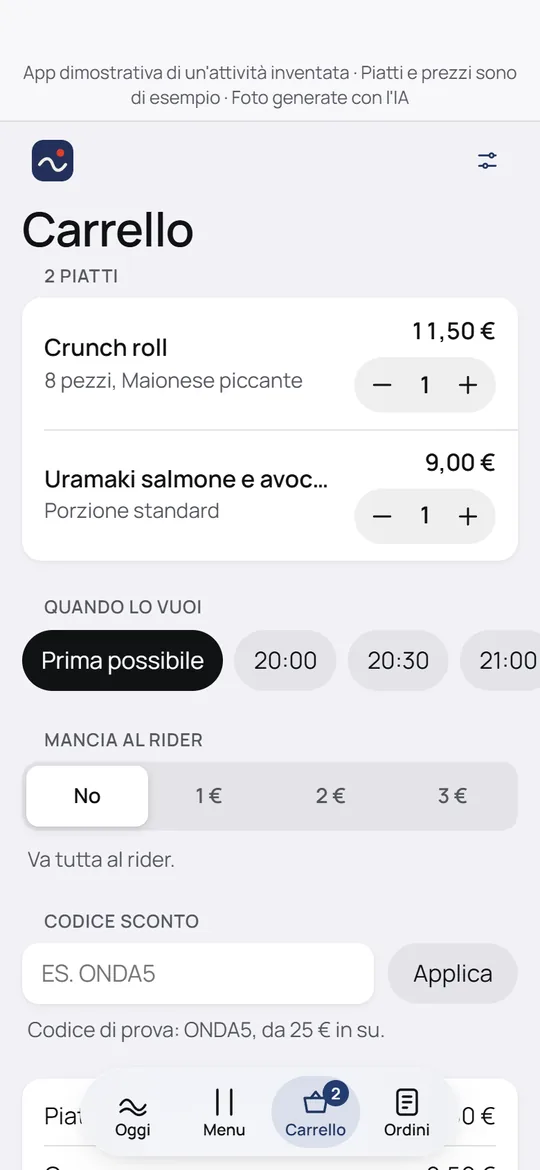 App dimostrativa di un'attività inventata · Piatti e prezzi sono
di esempio · Foto generate con l'IA
Carrello
2 PIATTI
Crunch roll
11,50 €
8 pezzi, Maionese piccante
− 1 +
Uramaki salmone e avoc...
9,00 €
Porzione standard
− 1 +
QUANDO LO VUOI
Prima possibile 20:00 20:30 21:00
MANCIA AL RIDER
No 1 € 2 € 3 €
Va tutta al rider.
CODICE SCONTO
ES. ONDA5 Applica
Codice di prova: ONDA5, da 25 € in su.
2
Oggi Menu Carrello Ordini